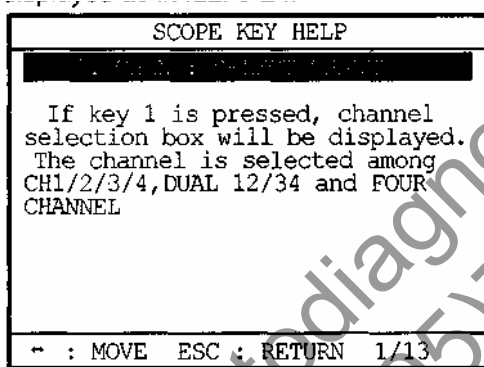 SCOPE KEY HELP
If key 1 is pressed, channel
selection box will be displayed.
The channel is selected among
CH1/2/3/4,DUAL 12/34 and FOUR
CHANNEL
↔ : MOVE ESC : RETURN 1/13